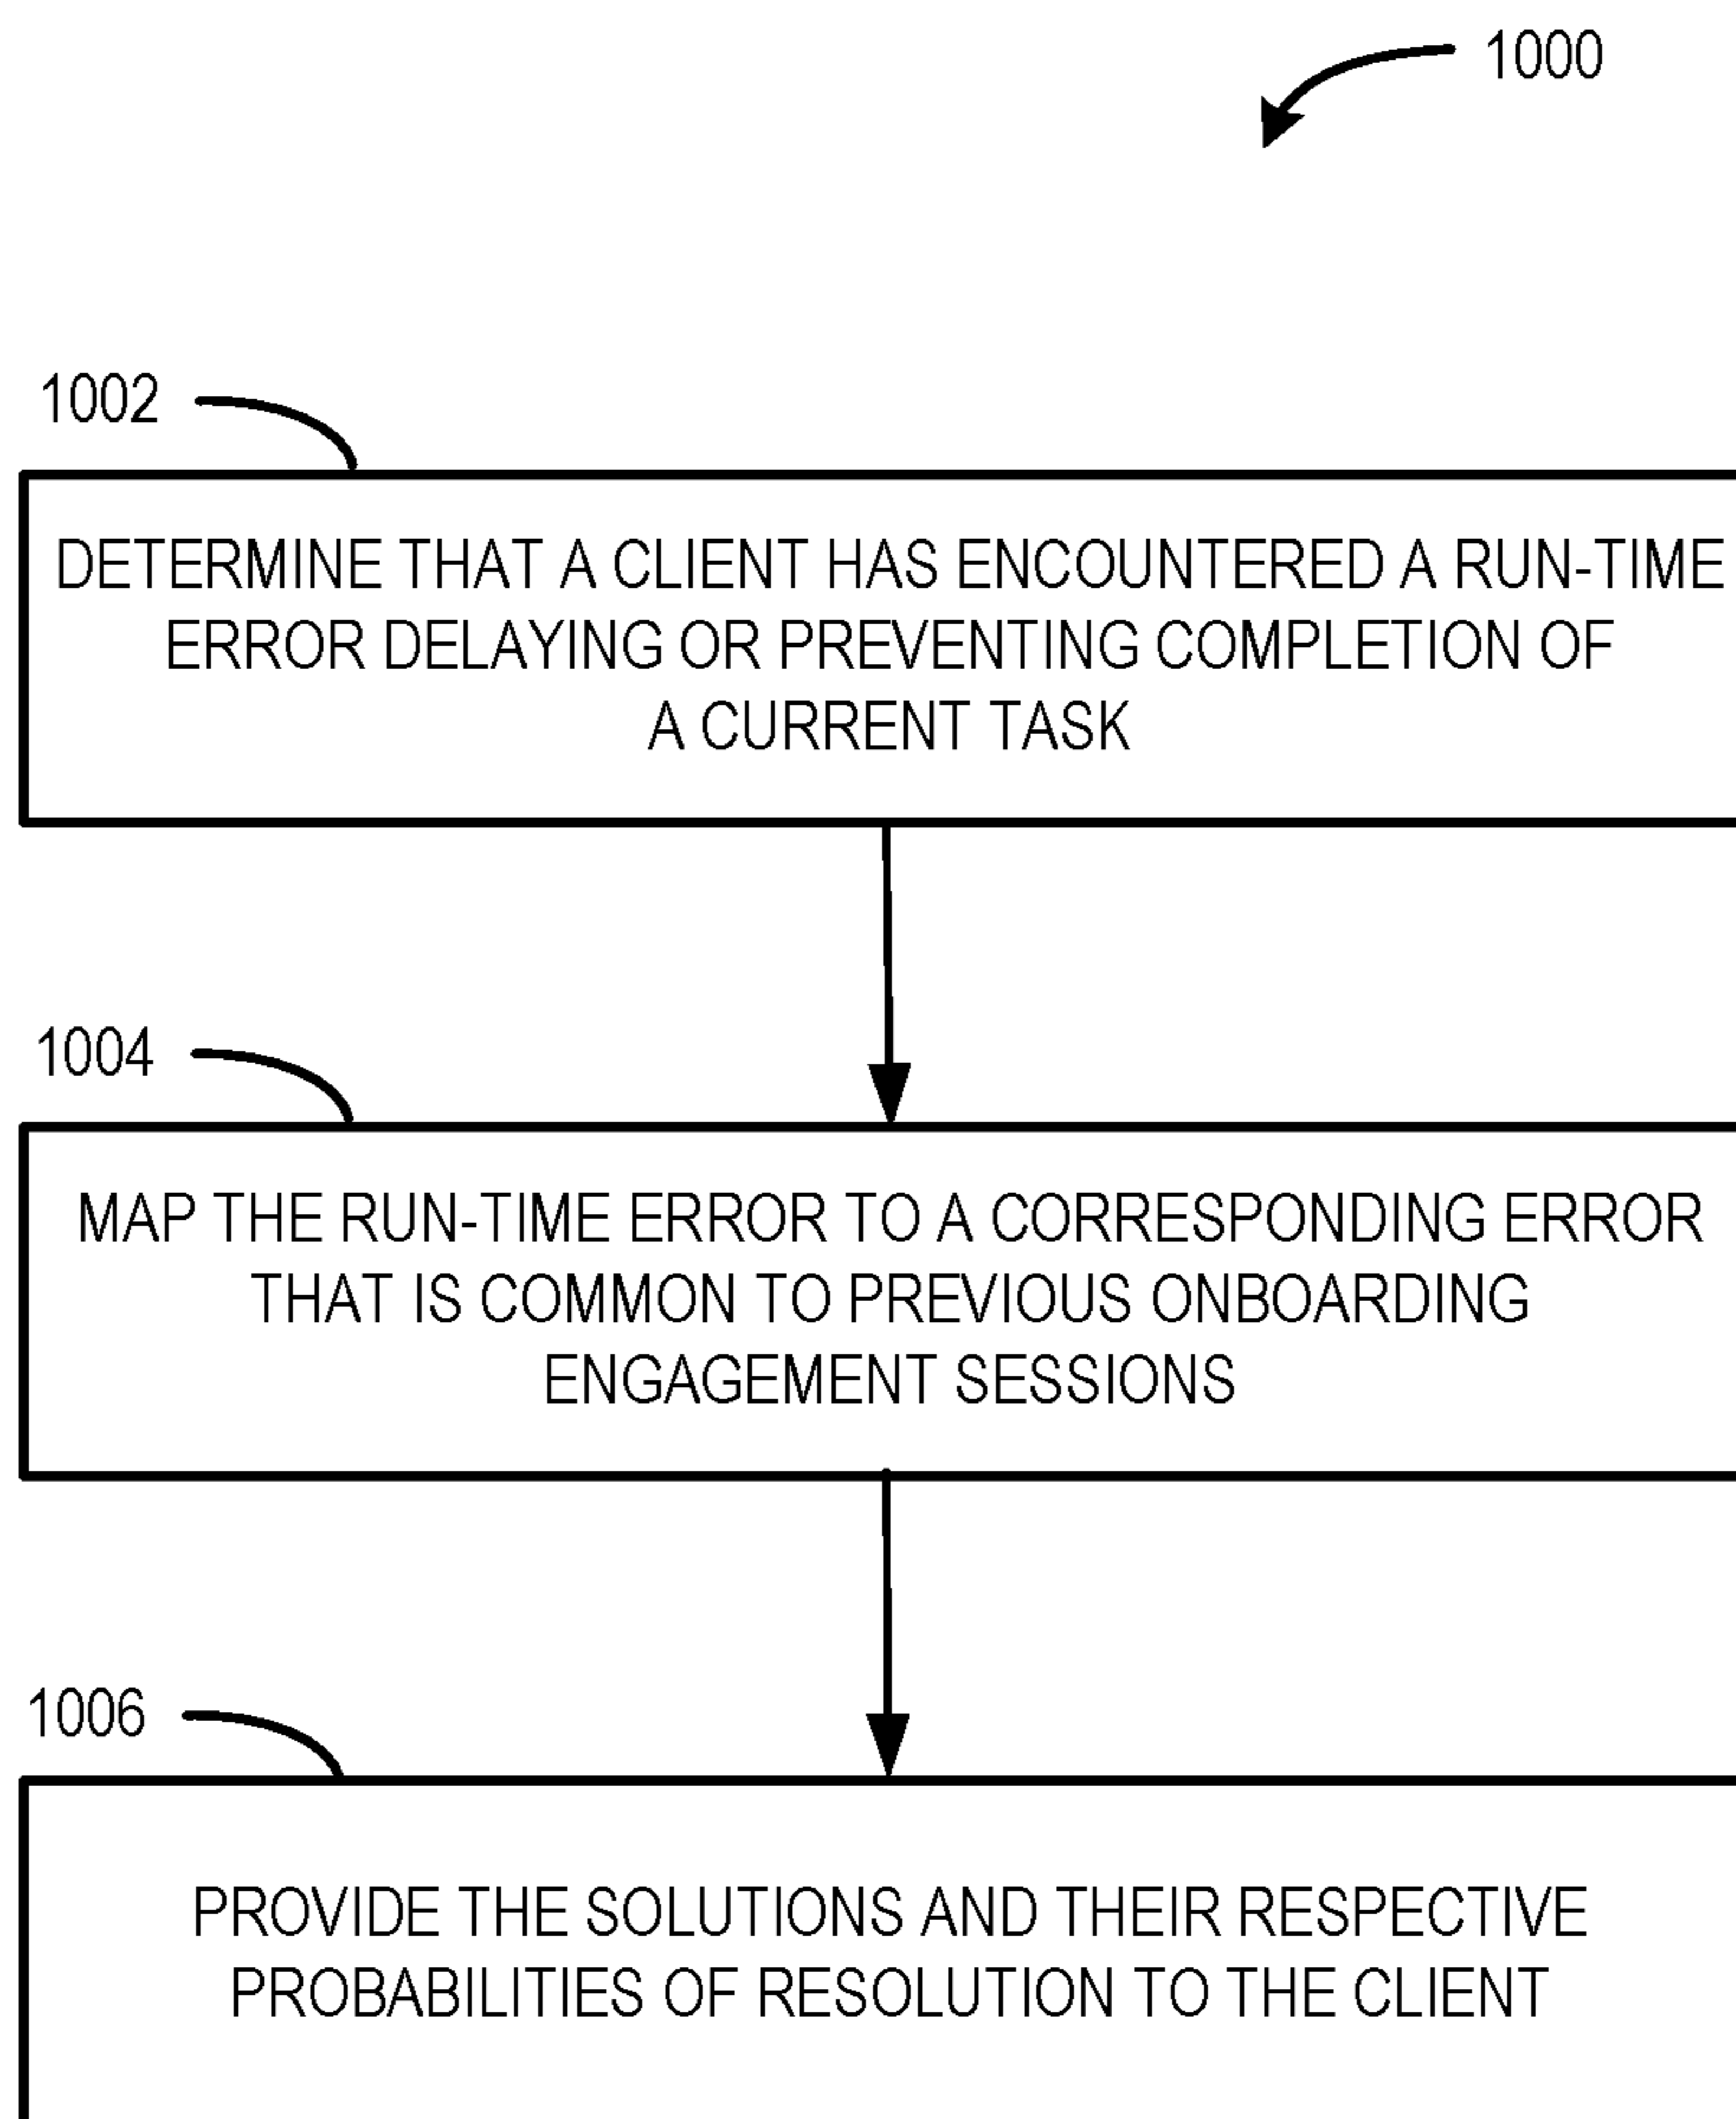 1000
1002
DETERMINE THAT A CLIENT HAS ENCOUNTERED A RUN-TIME
ERROR DELAYING OR PREVENTING COMPLETION OF
A CURRENT TASK
1004
MAP THE RUN-TIME ERROR TO A CORRESPONDING ERROR
THAT IS COMMON TO PREVIOUS ONBOARDING
ENGAGEMENT SESSIONS
1006
PROVIDE THE SOLUTIONS AND THEIR RESPECTIVE
PROBABILITIES OF RESOLUTION TO THE CLIENT